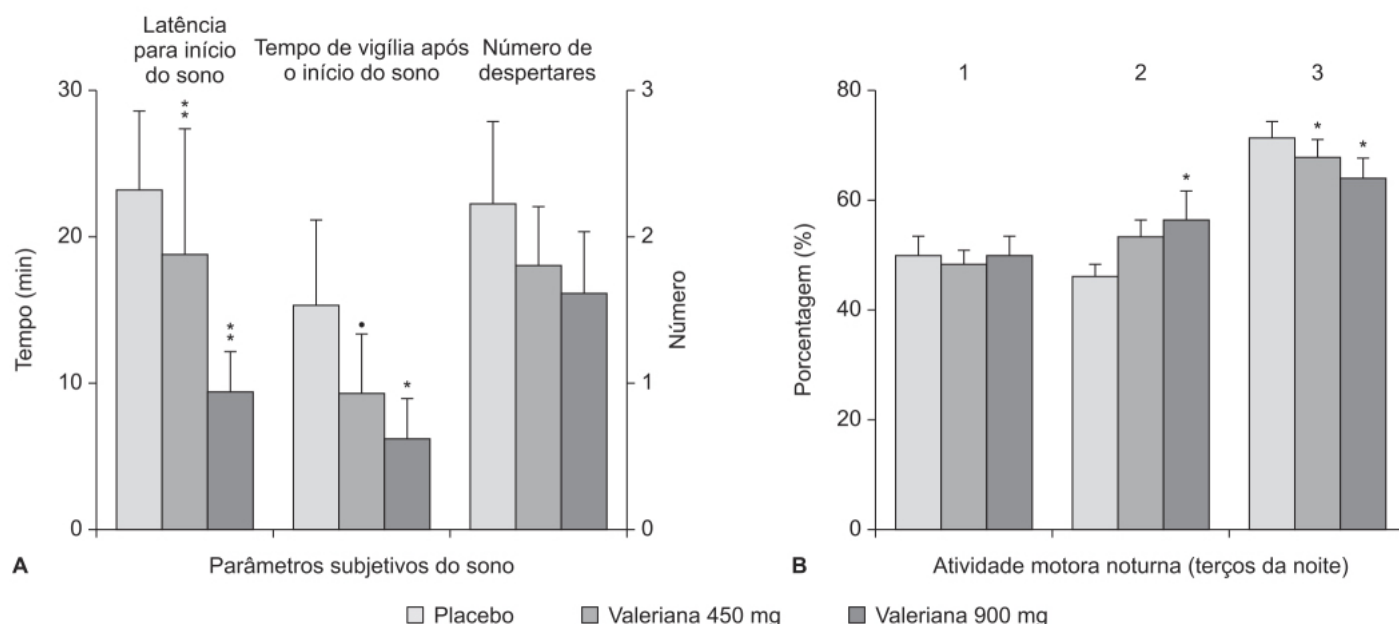 Latência
para início
do sono
Tempo de vigília após
o início do sono
Número de
despertares
30
20
10
0
Tempo (min)
3
2
1
0
Número
**
**
•
*
A
Parâmetros subjetivos do sono
1
2
3
80
60
40
20
0
Porcentagem (%)
*
*
*
B
Atividade motora noturna (terços da noite)
Placebo
Valeriana 450 mg
Valeriana 900 mg